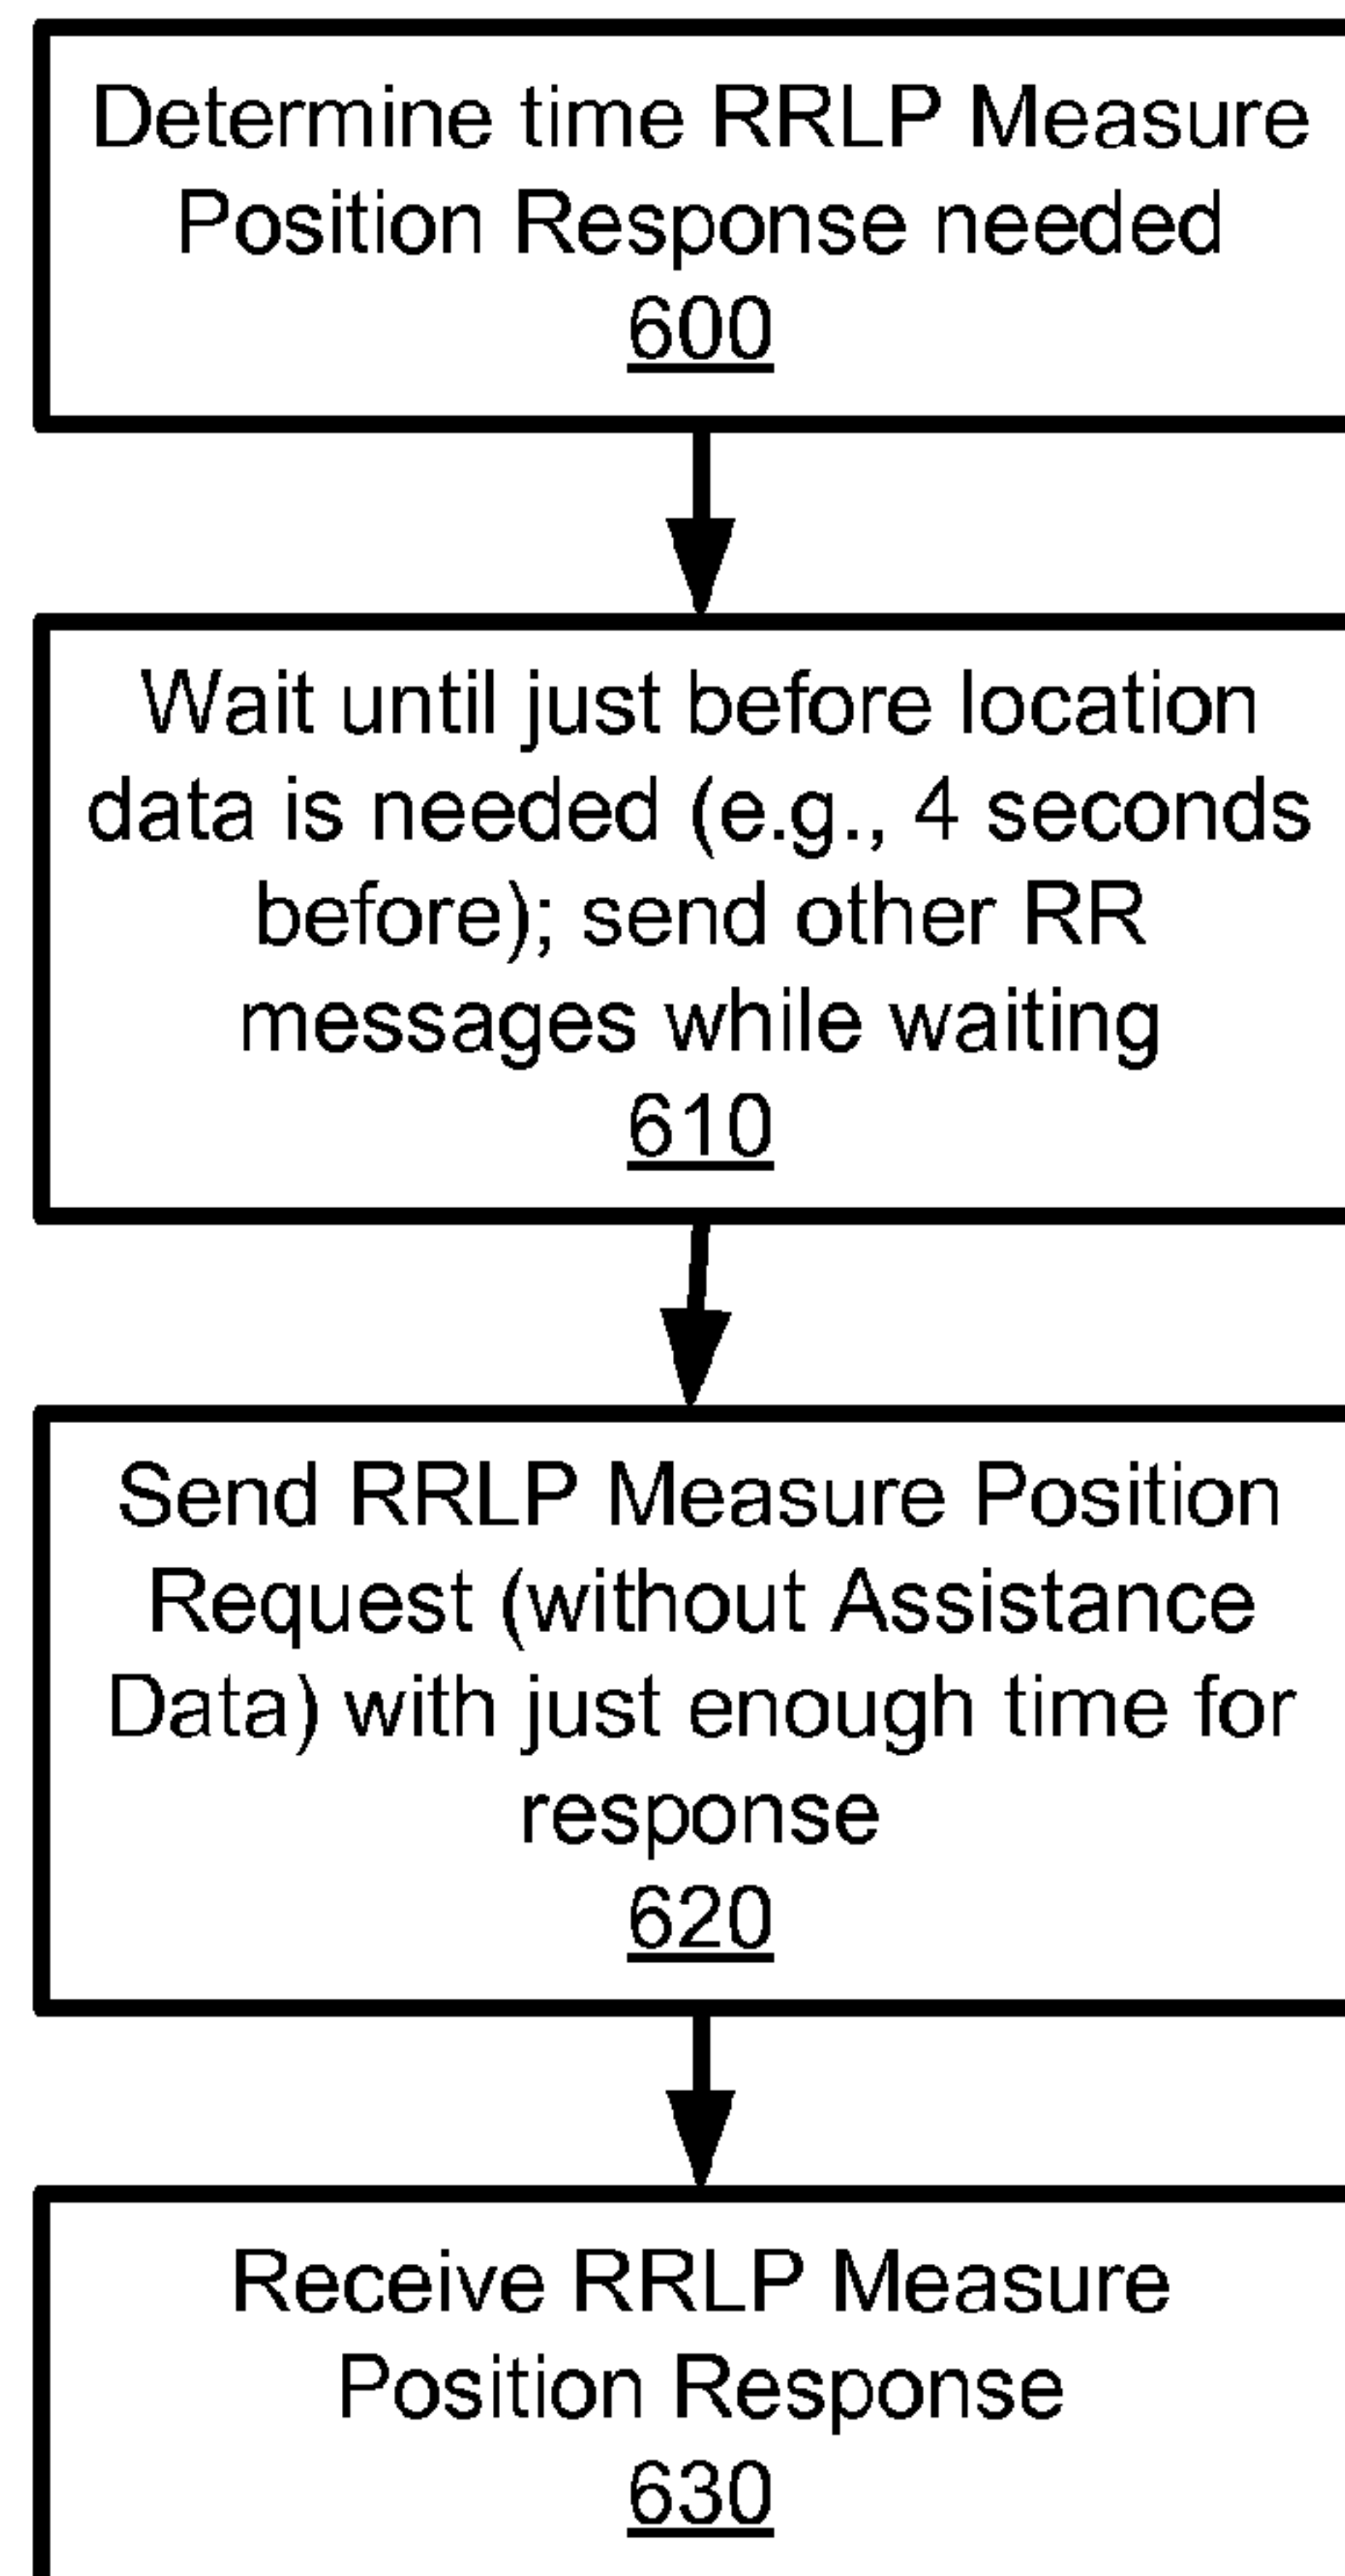 Determine time RRLP Measure
Position Response needed
600
Wait until just before location
data is needed (e.g., 4 seconds
before); send other RR
messages while waiting
610
Send RRLP Measure Position
Request (without Assistance
Data) with just enough time for
response
620
Receive RRLP Measure
Position Response
630